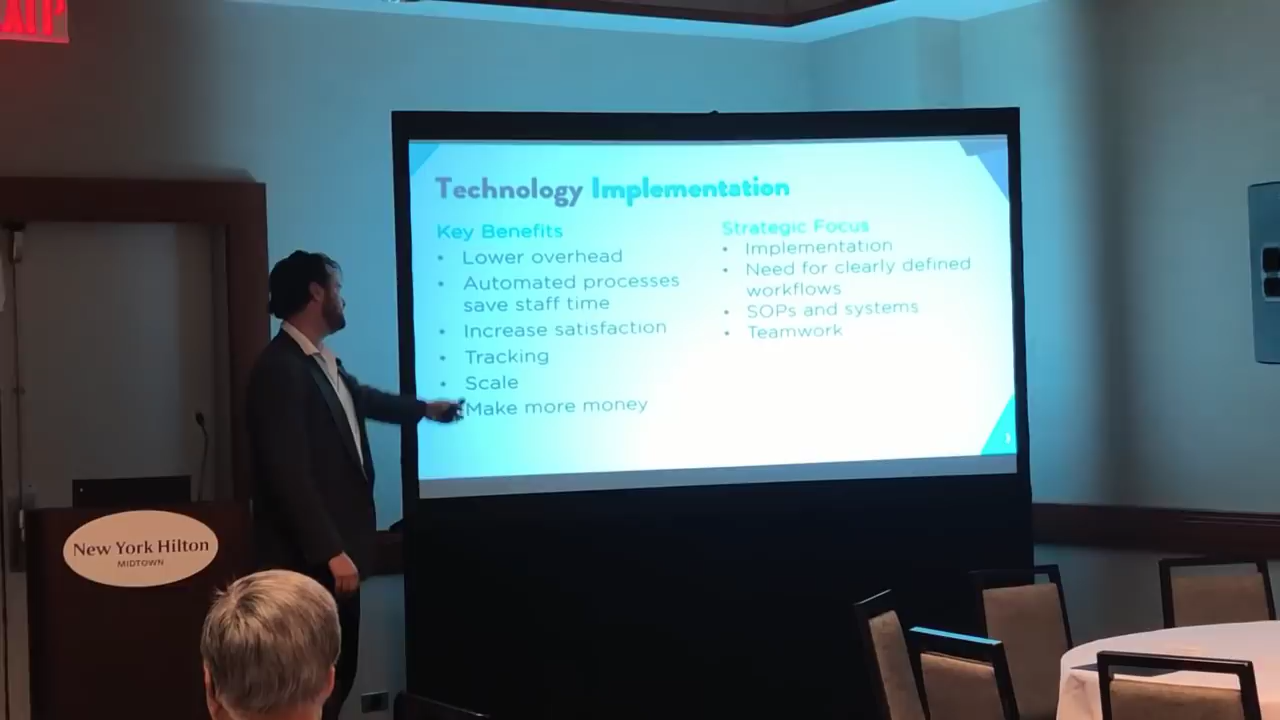 EXIT
Technology Implementation
Key Benefits
• Lower overhead
• Automated processes
save staff time
• Increase satisfaction
• Tracking
• Scale
Make more money
Strategic Focus
• Implementation
• Need for clearly defined
workflows
• SOPs and systems
• Teamwork
3
New York Hilton
MIDTOWN